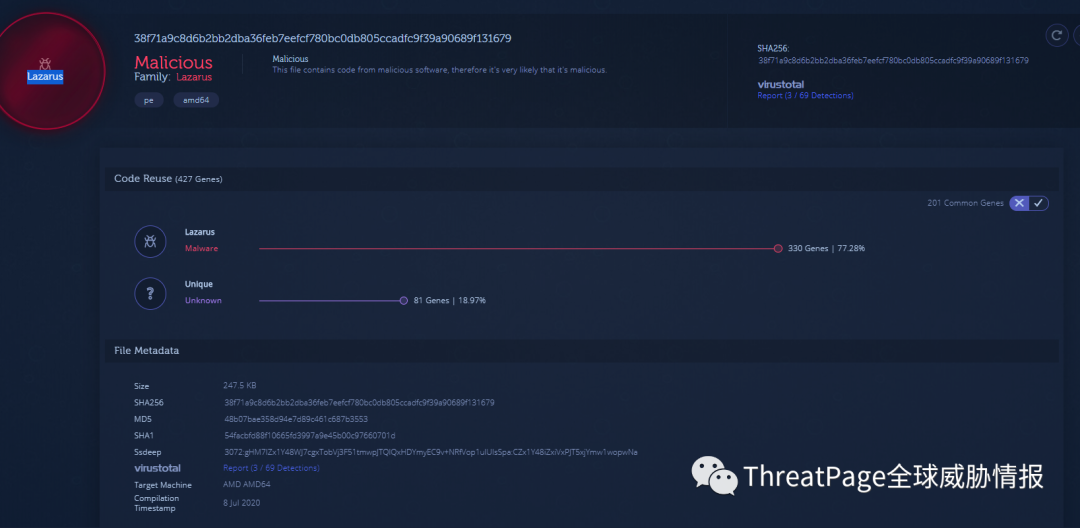 Lazarus
38f71a9c8d6b2bb2dba36feb7eefcf780bc0db805ccadfc9f39a90689f131679
Malicious
Family: Lazarus
pe amd64
Malicious
This file contains code from malicious software, therefore it's very likely that it's malicious.
SHA256:
38f71a9c8d6b2bb2dba36feb7eefcf780bc0db805ccadfc9f39a90689f131679
virustotal
Report (3 / 69 Detections)
Code Reuse (427 Genes)
201 Common Genes
Lazarus
Malware
330 Genes | 77.28%
Unique
Unknown
81 Genes | 18.97%
File Metadata
Size 247.5 KB
SHA256 38f71a9c8d6b2bb2dba36feb7eefcf780bc0db805ccadfc9f39a90689f131679
MD5 48b07bae358d94e7d89c461c687b3553
SHA1 54facbfd88f10665fd3997a9e45b00c97660701d
Ssdeep
virustotal Report (3 / 69 Detections)
Target Machine AMD AMD64
Compilation Timestamp 8 Jul 2020
ThreatPage全球威胁情报